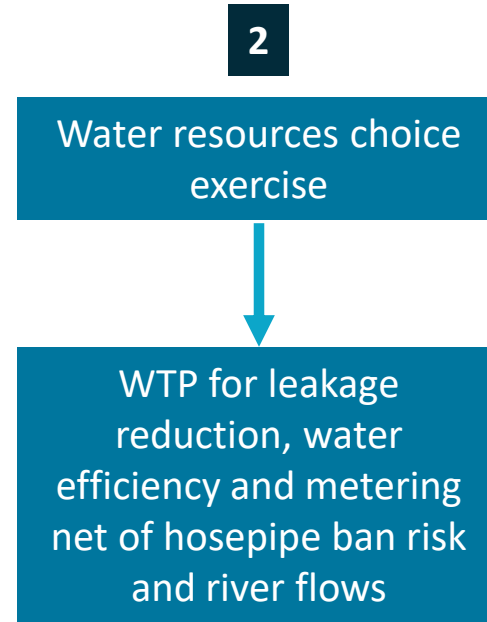 2
Water resources choice
exercise
WTP for leakage
reduction, water
efficiency and metering
net of hosepipe ban risk
and river flows